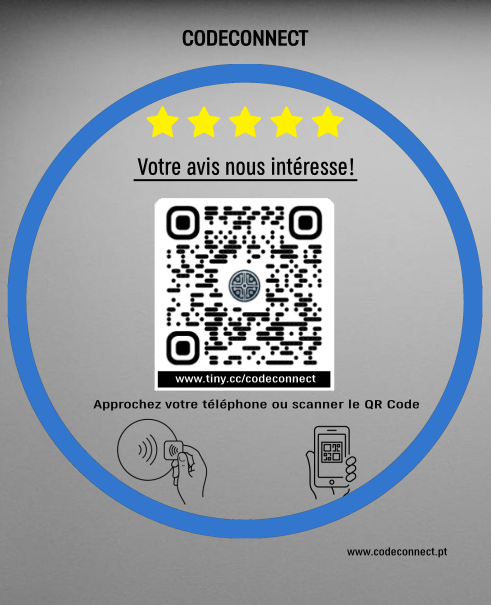 CODECONNECT
Votre avis nous intéresse!
www.tiny.cc/codeconnect
Approchez votre téléphone ou scanner le QR Code
www.codeconnect.pt